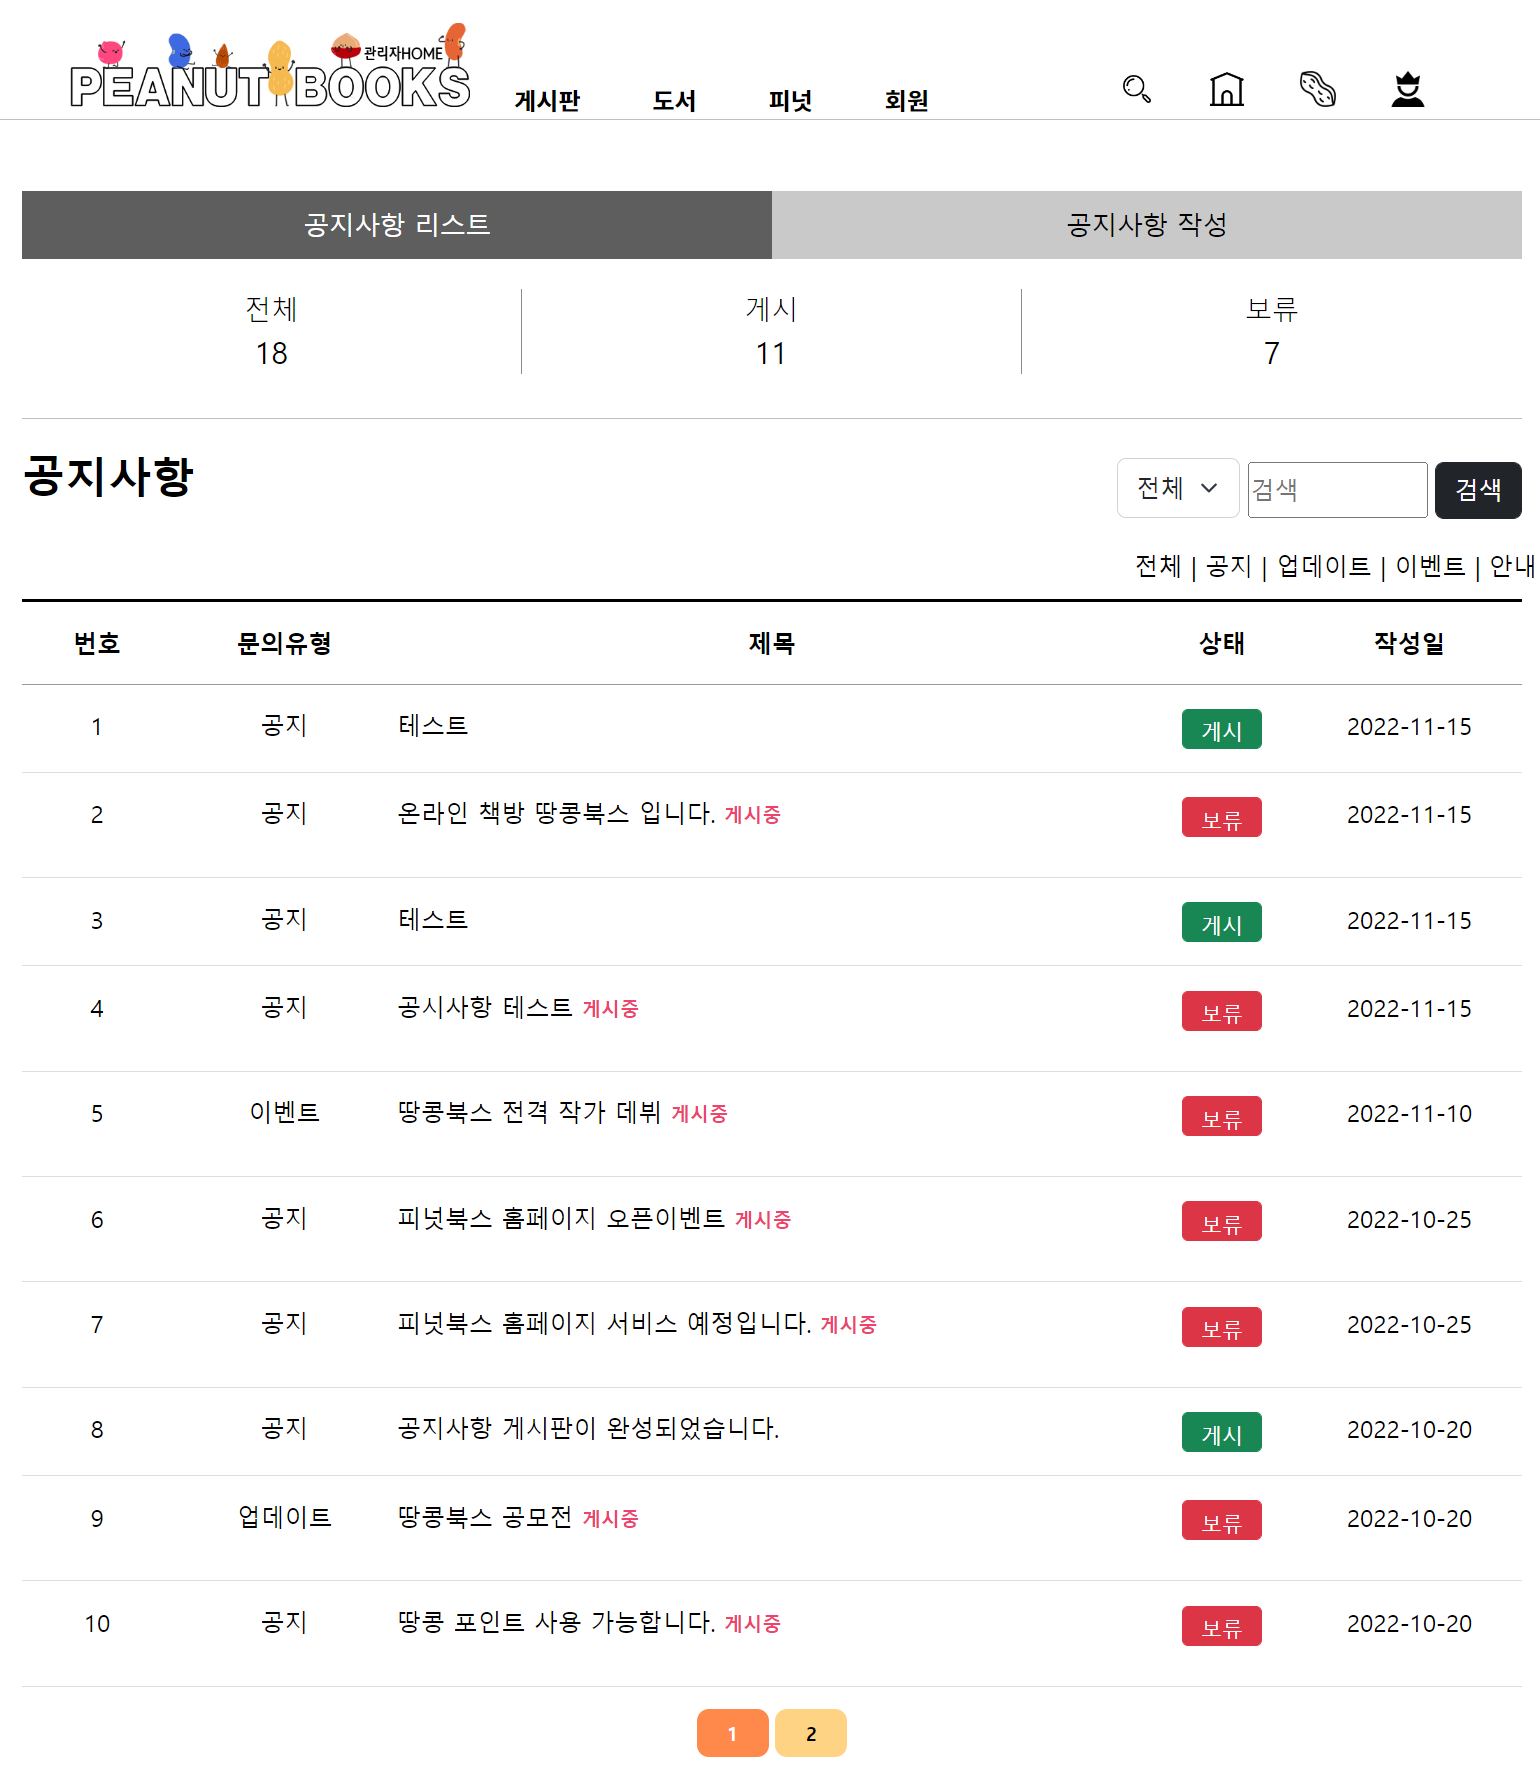 관리자HOME
PEANUT BOOKS
게시판 도서 피넛 회원
공지사항 리스트 공지사항 작성
전체 게시 보류
18 11 7
공지사항 전체 검색 검색
전체 | 공지 | 업데이트 | 이벤트 | 안내
번호 문의유형 제목 상태 작성일
1 공지 테스트 게시 2022-11-15
2 공지 온라인 책방 땅콩북스 입니다. 게시중 보류 2022-11-15
3 공지 테스트 게시 2022-11-15
4 공지 공시사항 테스트 게시중 보류 2022-11-15
5 이벤트 땅콩북스 전격 작가 데뷔 게시중 보류 2022-11-10
6 공지 피넛북스 홈페이지 오픈이벤트 게시중 보류 2022-10-25
7 공지 피넛북스 홈페이지 서비스 예정입니다. 게시중 보류 2022-10-25
8 공지 공지사항 게시판이 완성되었습니다. 게시 2022-10-20
9 업데이트 땅콩북스 공모전 게시중 보류 2022-10-20
10 공지 땅콩 포인트 사용 가능합니다. 게시중 보류 2022-10-20
1 2